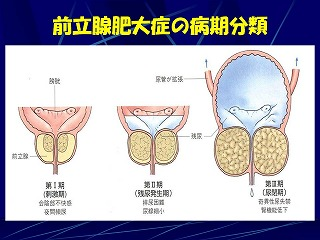 前立腺肥大症の病期分類
膀胱
尿管が拡張
残尿
前立腺
第Ⅰ期
(刺激期)
会陰部不快感
夜間頻尿
第Ⅱ期
(残尿発生期)
排尿困難
尿線細小
第Ⅲ期
(尿閉期)
奇異性尿失禁
腎機能低下